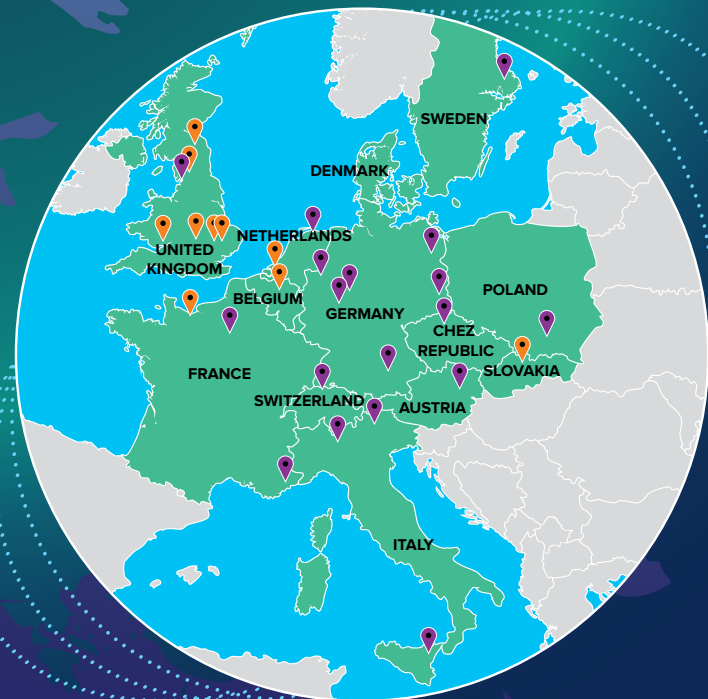 SWEDEN
DENMARK
NETHERLANDS
UNITED
KINGDOM
POLAND
BELGIUM
GERMANY
CHEZ
REPUBLIC
SLOVAKIA
FRANCE
SWITZERLAND
AUSTRIA
ITALY